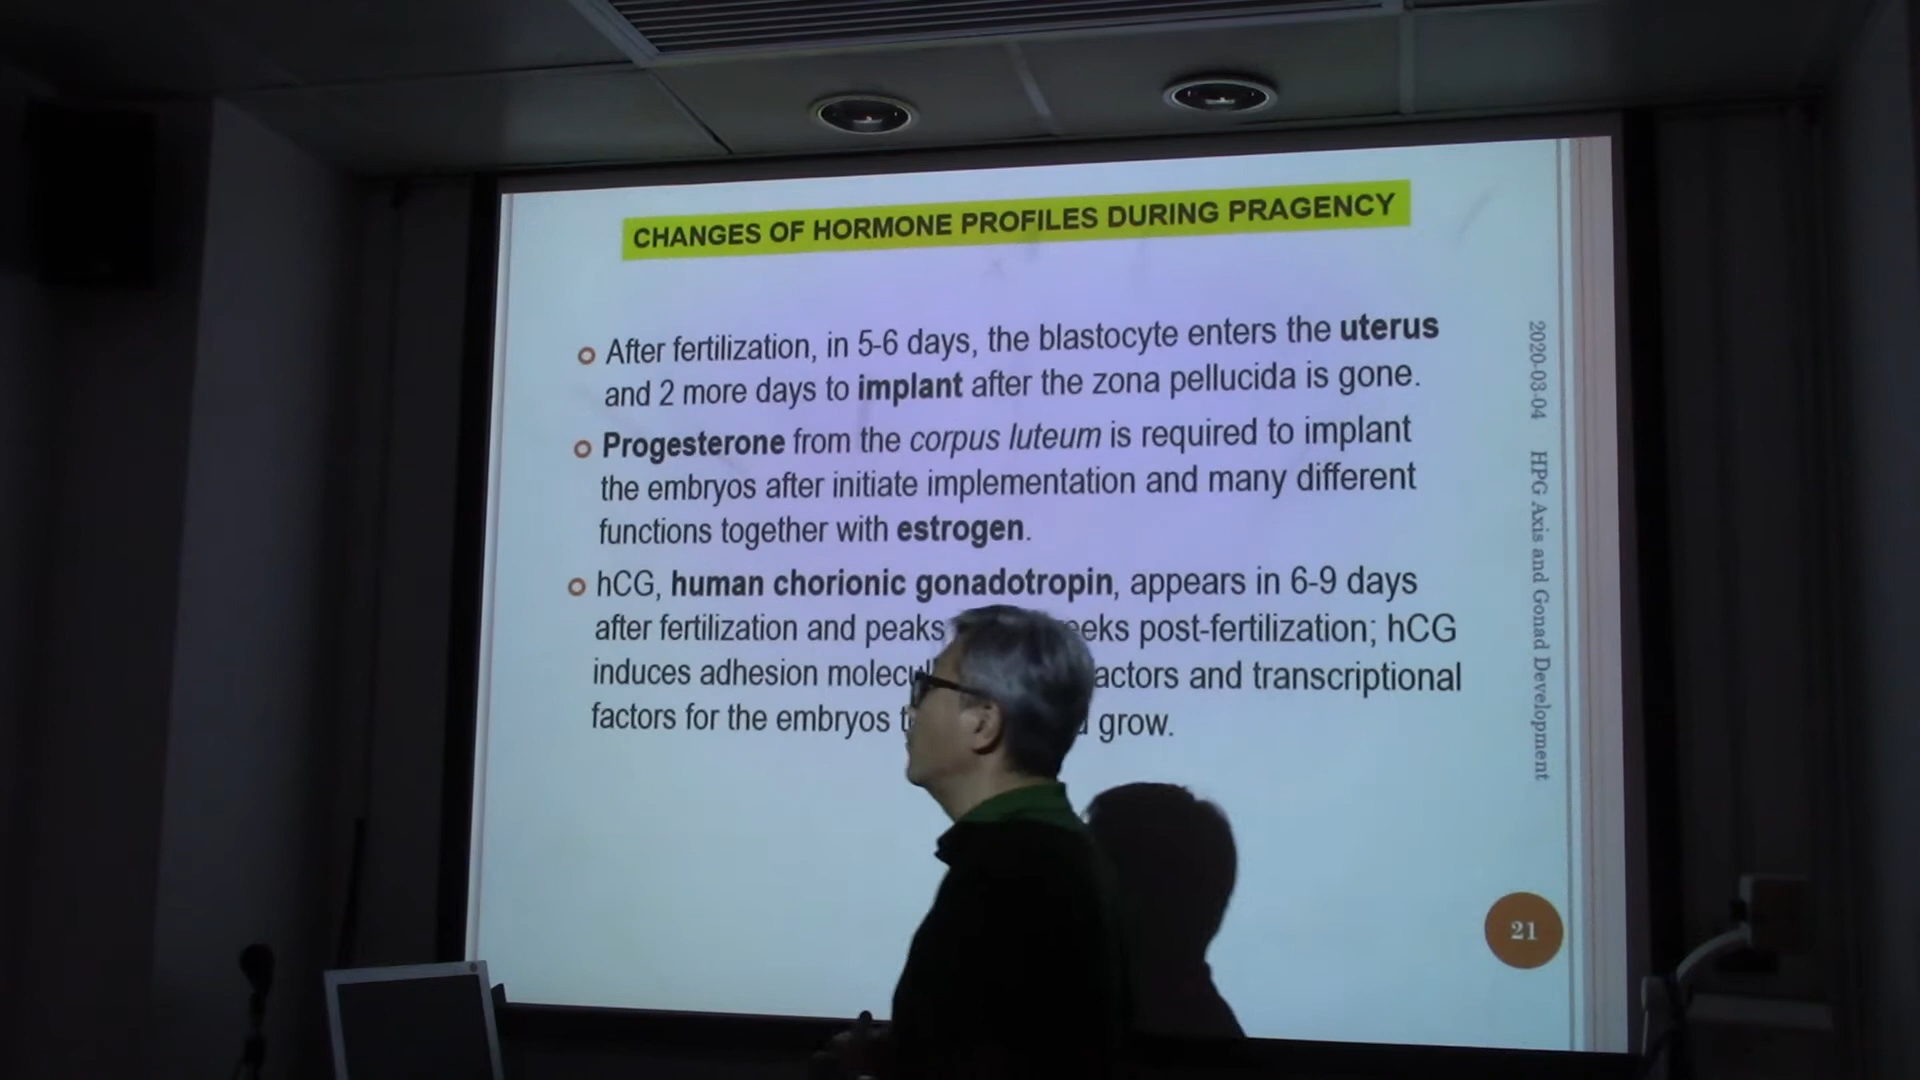 CHANGES OF HORMONE PROFILES DURING PRAGENCY
After fertilization, in 5-6 days, the blastocyte enters the uterus
and 2 more days to implant after the zona pellucida is gone.
Progesterone from the corpus luteum is required to implant
the embryos after initiate implementation and many different
functions together with estrogen.
hCG, human chorionic gonadotropin, appears in 6-9 days
after fertilization and peaks post-fertilization; hCG
induces adhesion and transcriptional
factors for the embryos grow.
2020-03-04 HPG Axis and Gonad Development
21